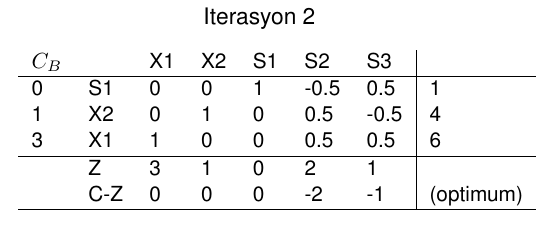 Iterasyon 2
C_B X1 X2 S1 S2 S3
0 S1 0 0 1 -0.5 0.5 1
1 X2 0 1 0 0.5 -0.5 4
3 X1 1 0 0 0.5 0.5 6
Z 3 1 0 2 1
C-Z 0 0 0 -2 -1 (optimum)